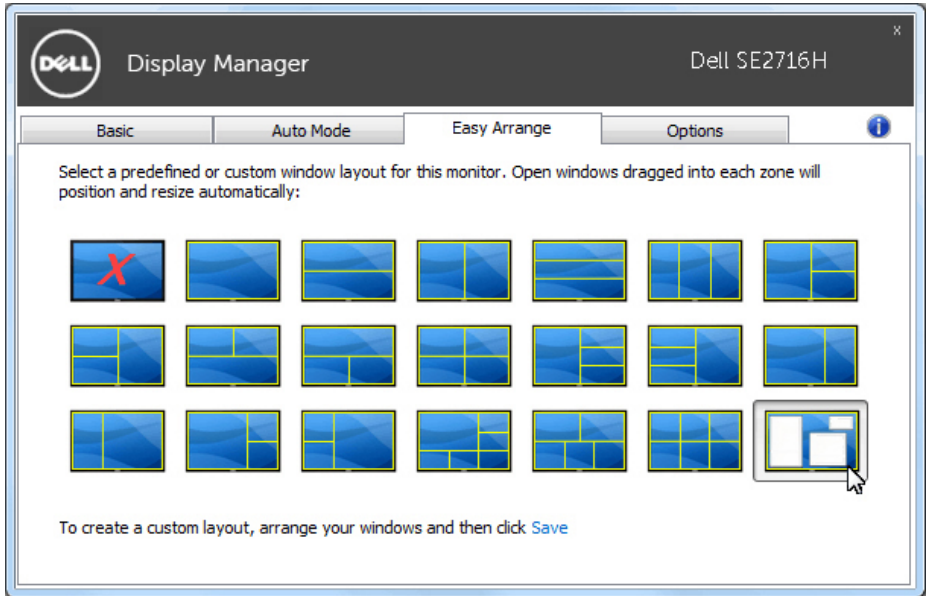 DELL
Display Manager
Dell SE2716H
x
Basic
Auto Mode
Easy Arrange
Options
i
Select a predefined or custom window layout for this monitor. Open windows dragged into each zone will
position and resize automatically:
X
To create a custom layout, arrange your windows and then click Save